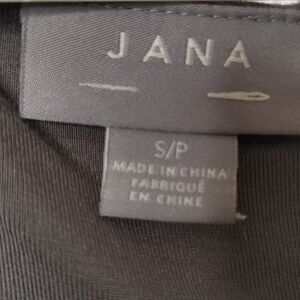 JANA
S/P
MADE IN CHINA
FABRIQUÉ
EN CHINE